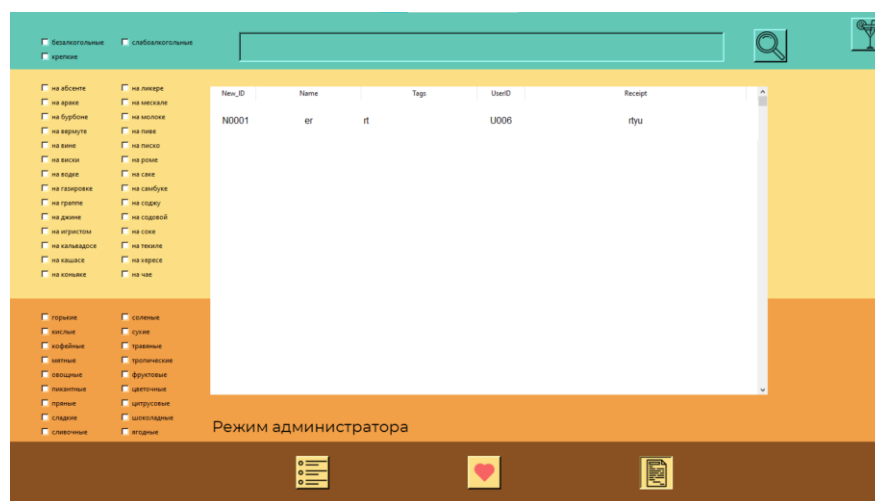 безалкогольные слабоалкогольные
крепкие
на абсенте на ликере
на араке на мескале
на бурбоне на молоке
на вермуте на пиве
на вине на писко
на виски на роме
на водке на саке
на газировке на самбуке
на граппе на соджу
на джине на содовой
на игристом на соке
на кальвадосе на текиле
на кашасе на хересе
на коньяке на чае
New_ID Name Tags UserID Receipt
N0001 er rt U006 rtyu
горькие соленые
кислые сухие
кофейные травяные
мятные тропические
овощные фруктовые
пикантные цветочные
пряные цитрусовые
сладкие шоколадные
сливочные ягодные
Режим администратора